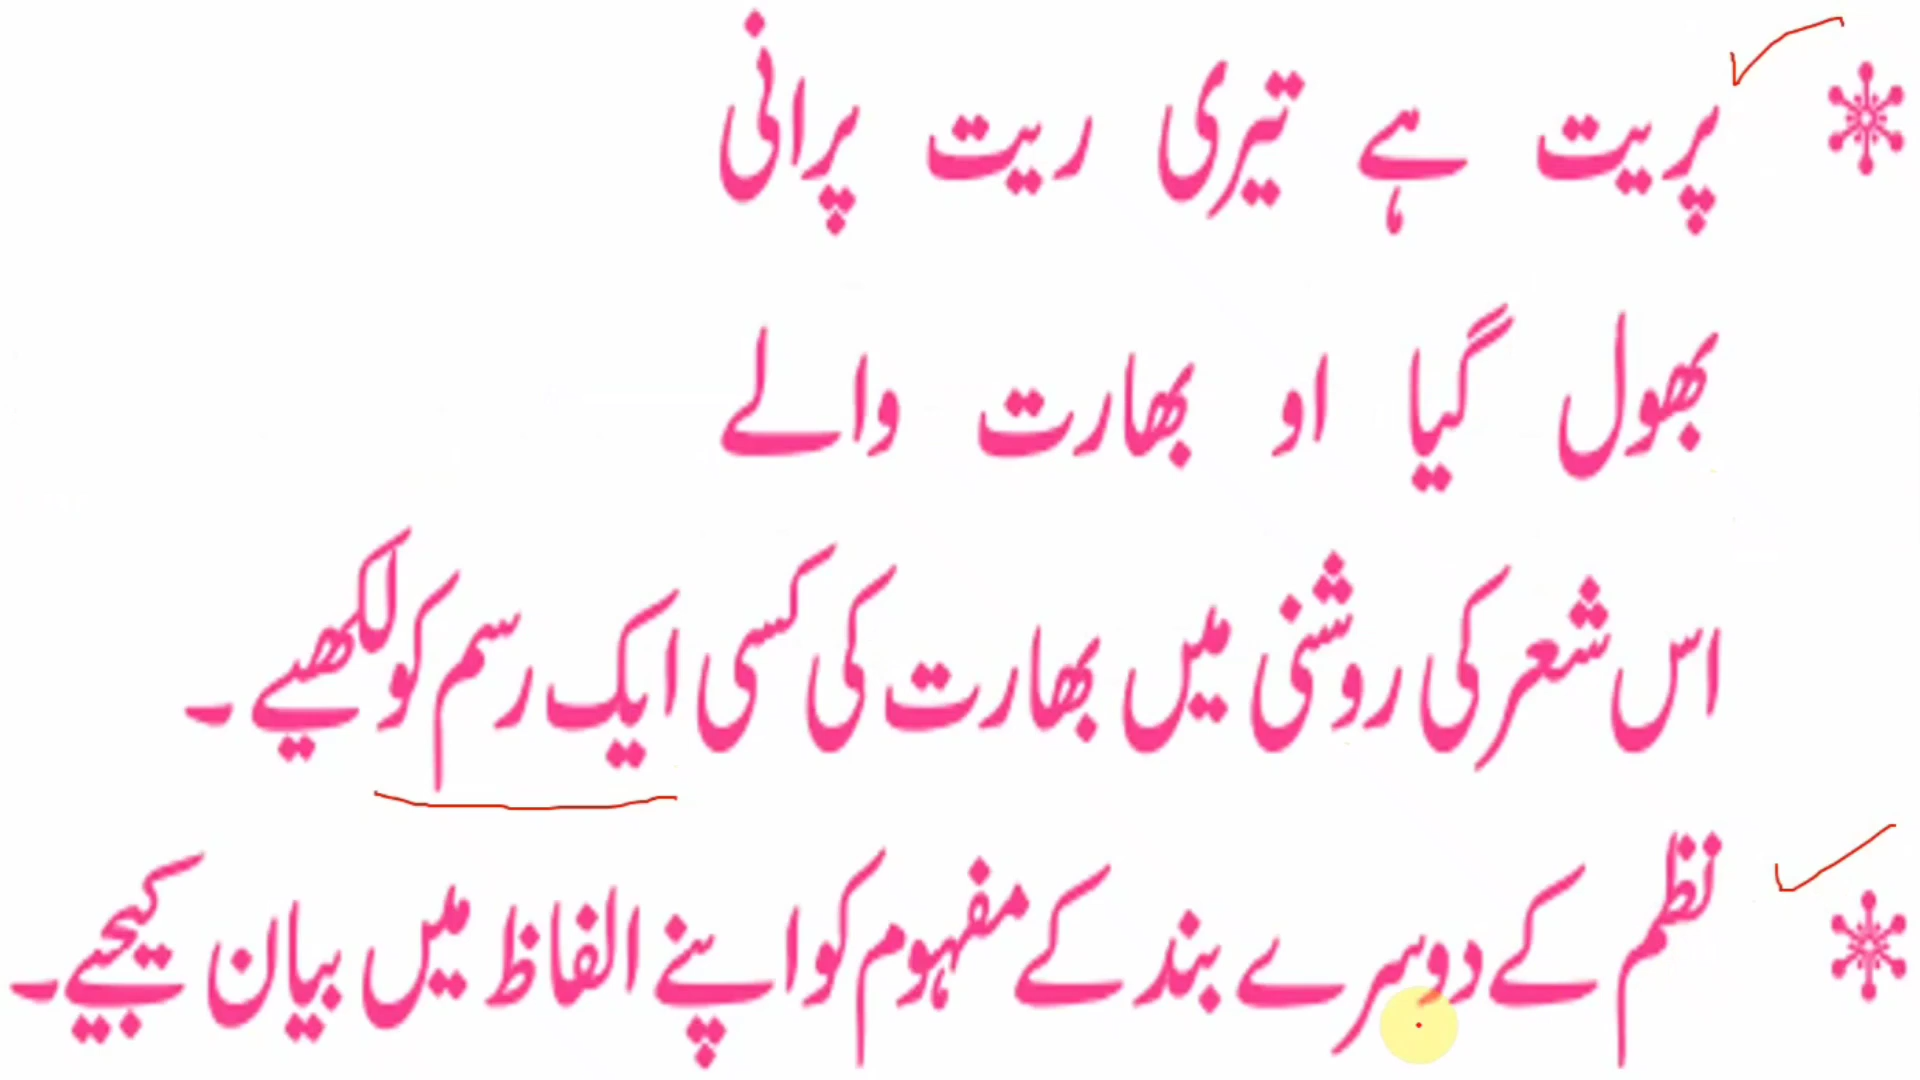 پریت ہے تیری ریت پرانی
بھول گیا او بھارت والے
اس شعر کی روشنی میں بھارت کی کسی ایک رسم کو لکھیے ۔
نظم کے دوسرے بند کے مفہوم کو اپنے الفاظ میں بیان کیجیے ۔